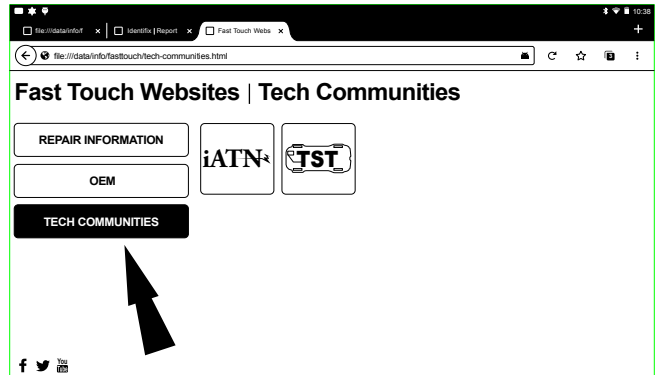 10:38
file:///data/info/f
Identifix | Report
Fast Touch Webs
file:///data/info/fasttouch/tech-communities.html
3
Fast Touch Websites | Tech Communities
REPAIR INFORMATION
iATN
TST
OEM
TECH COMMUNITIES
f
You
Tube